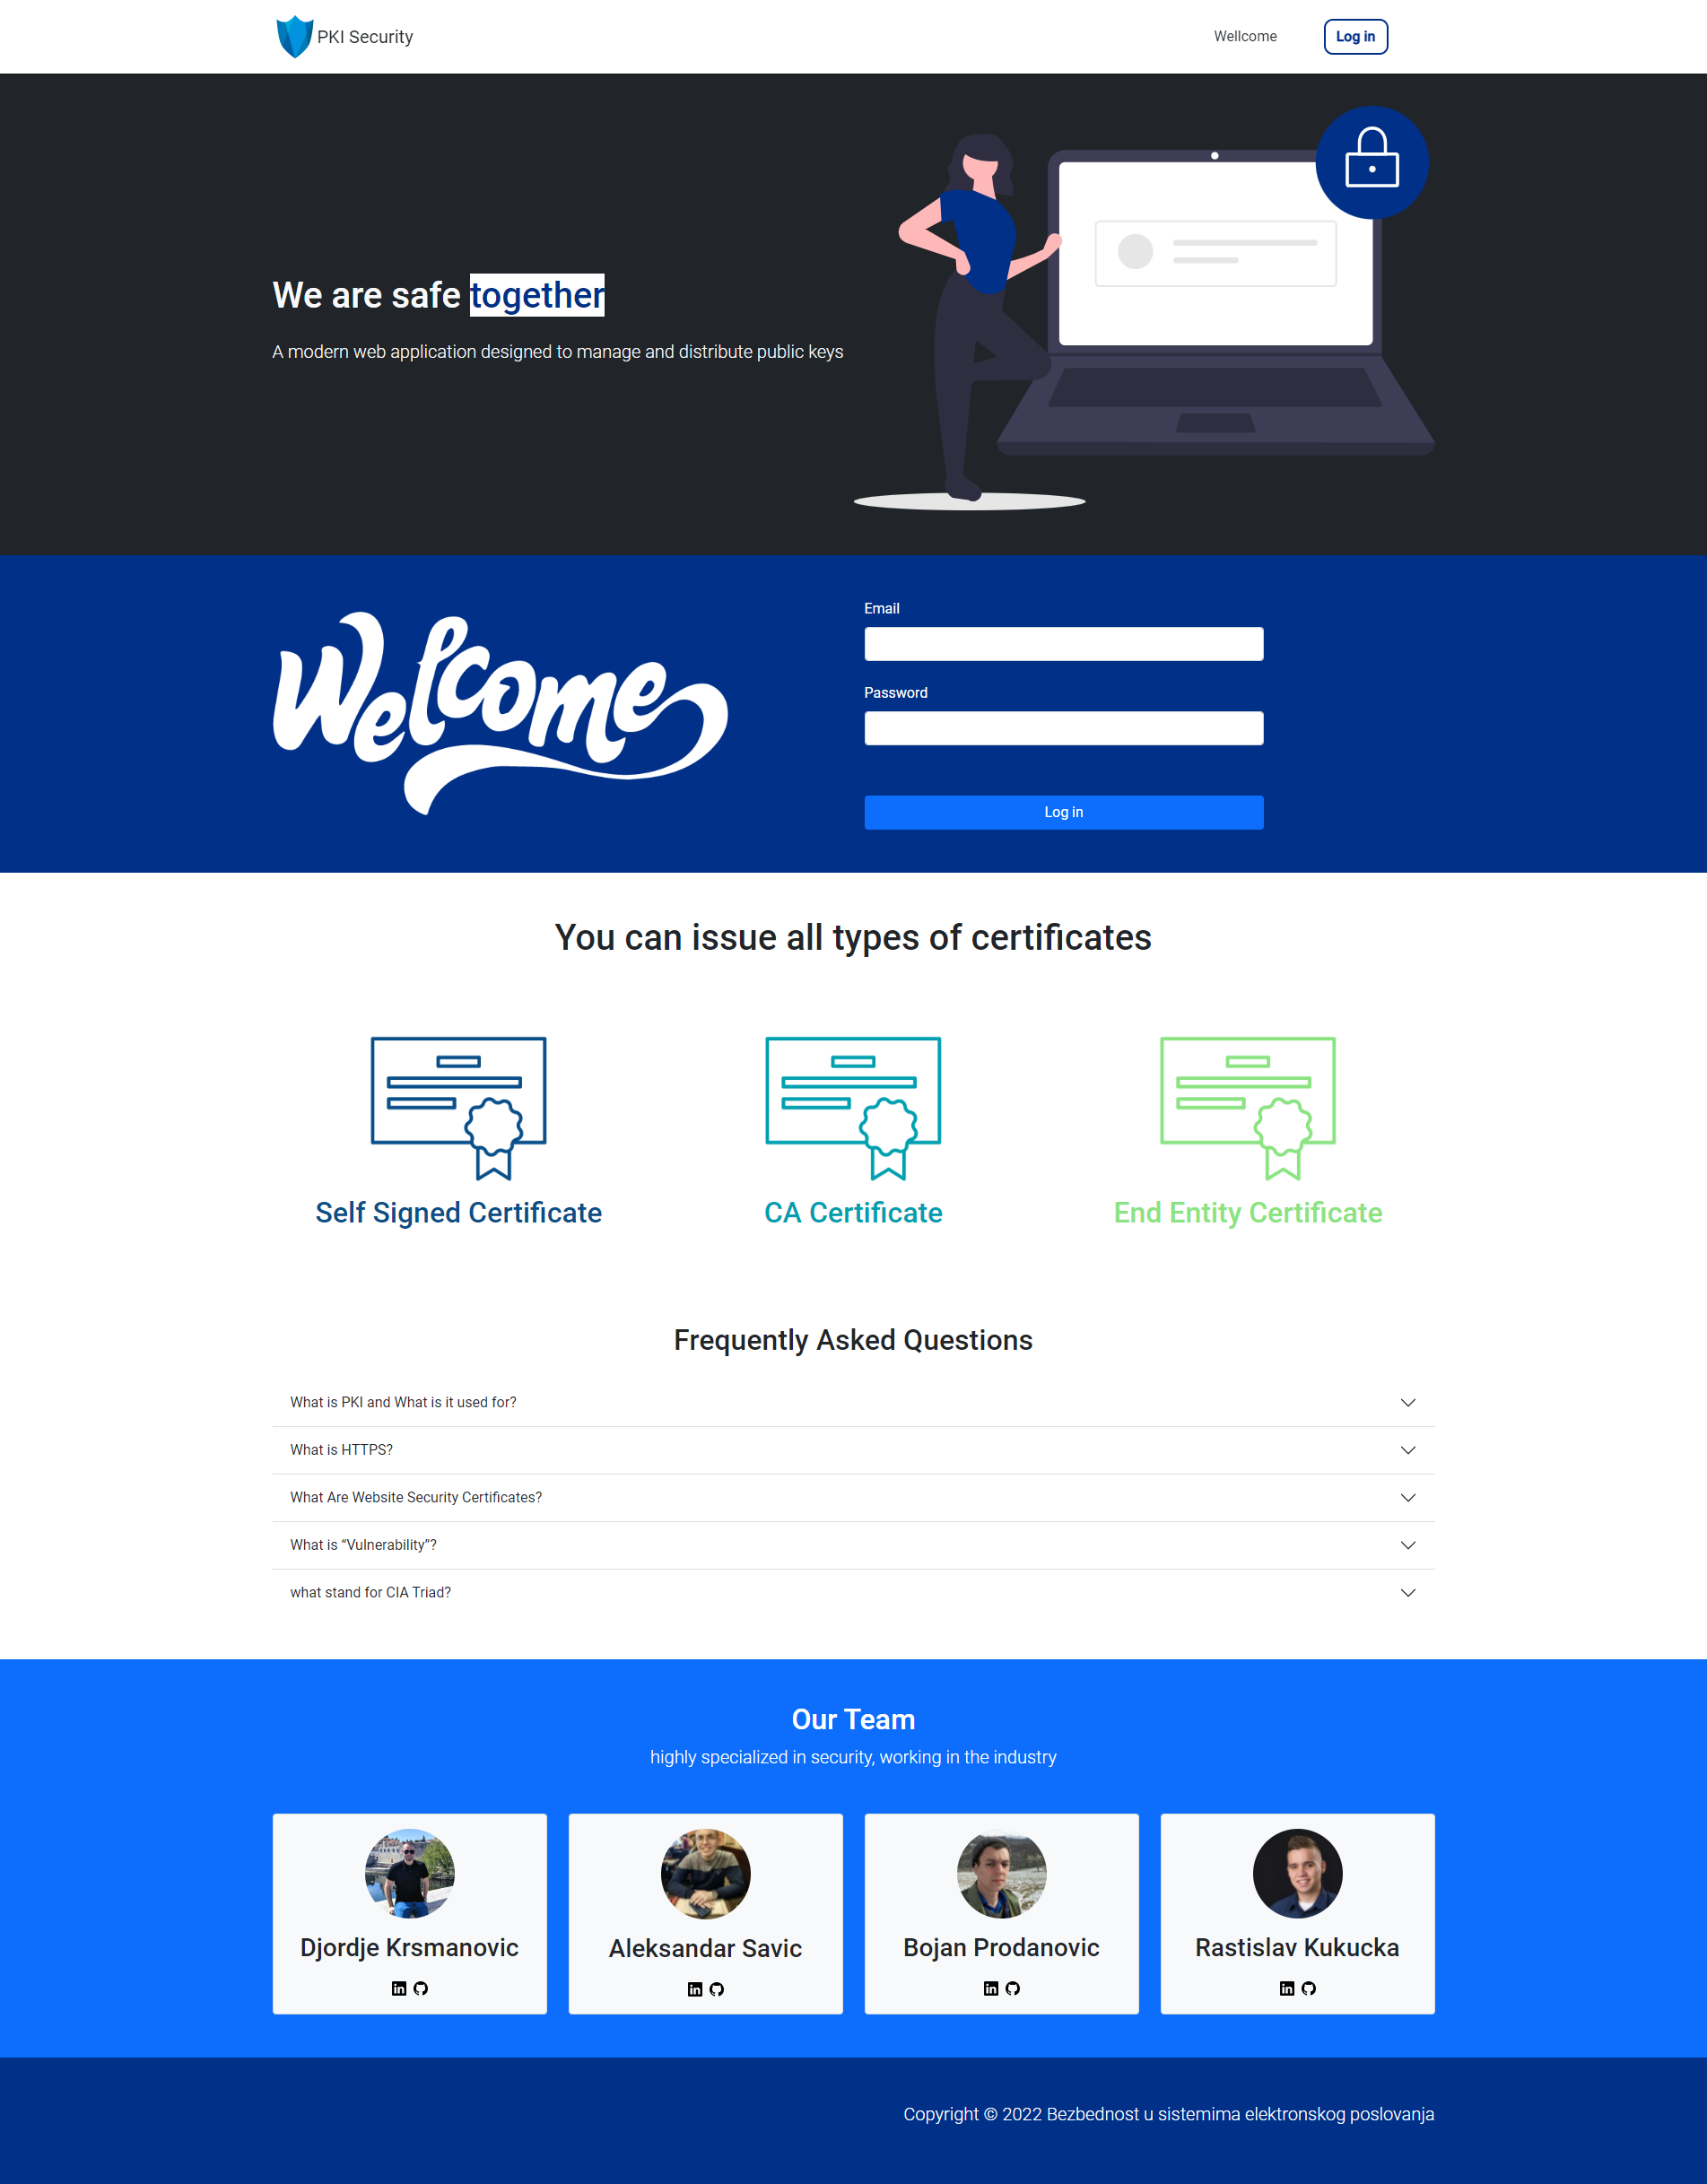 PKI Security
Wellcome
Log in
We are safe together
A modern web application designed to manage and distribute public keys
Welcome
Email
Password
Log in
You can issue all types of certificates
Self Signed Certificate
CA Certificate
End Entity Certificate
Frequently Asked Questions
What is PKI and What is it used for?
What is HTTPS?
What Are Website Security Certificates?
What is “Vulnerability”?
what stand for CIA Triad?
Our Team
highly specialized in security, working in the industry
Djordje Krsmanovic
Aleksandar Savic
Bojan Prodanovic
Rastislav Kukucka
Copyright © 2022 Bezbednost u sistemima elektronskog poslovanja